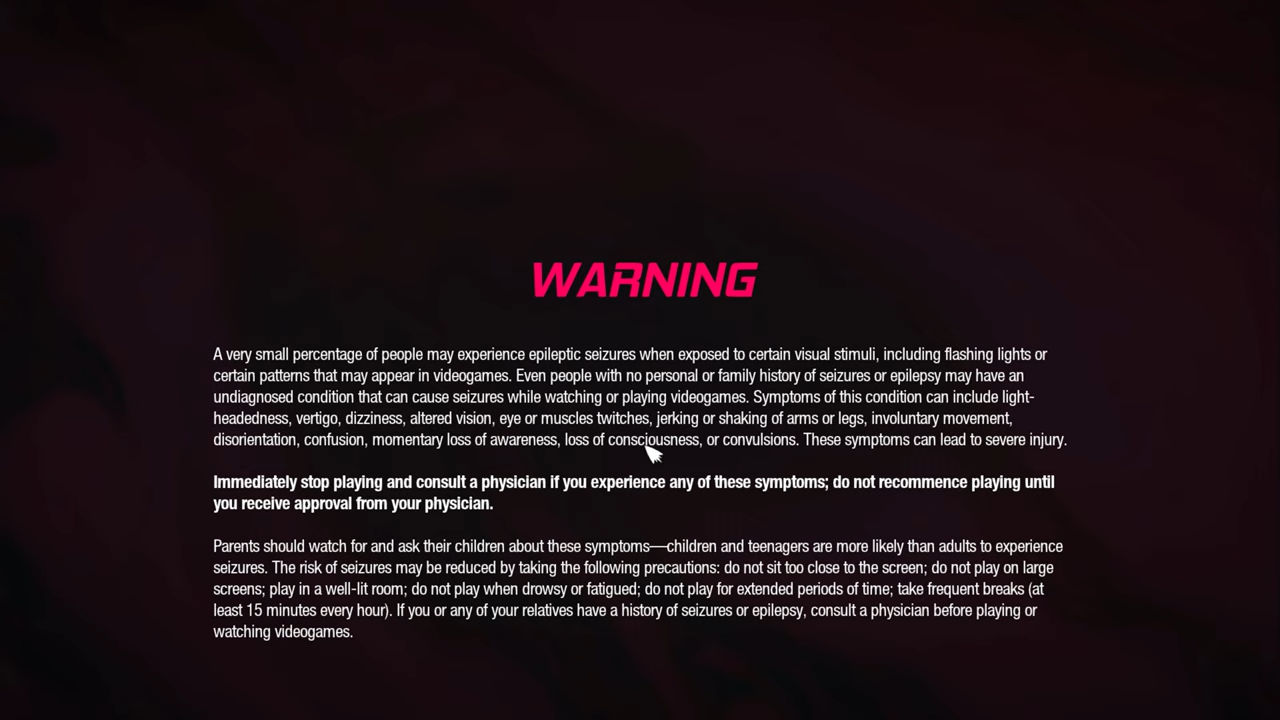 WARNING
A very small percentage of people may experience epileptic seizures when exposed to certain visual stimuli, including flashing lights or
certain patterns that may appear in videogames. Even people with no personal or family history of seizures or epilepsy may have an
undiagnosed condition that can cause seizures while watching or playing videogames. Symptoms of this condition can include light-
headedness, vertigo, dizziness, altered vision, eye or muscles twitches, jerking or shaking of arms or legs, involuntary movement,
disorientation, confusion, momentary loss of awareness, loss of consciousness, or convulsions. These symptoms can lead to severe injury.
Immediately stop playing and consult a physician if you experience any of these symptoms; do not recommence playing until
you receive approval from your physician.
Parents should watch for and ask their children about these symptoms—children and teenagers are more likely than adults to experience
seizures. The risk of seizures may be reduced by taking the following precautions: do not sit too close to the screen; do not play on large
screens; play in a well-lit room; do not play when drowsy or fatigued; do not play for extended periods of time; take frequent breaks (at
least 15 minutes every hour). If you or any of your relatives have a history of seizures or epilepsy, consult a physician before playing or
watching videogames.